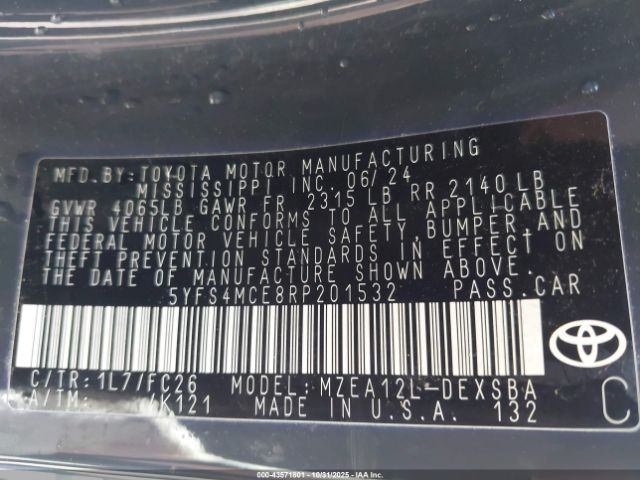 MFD. BY: TOYOTA MOTOR MANUFACTURING
MISSISSIPPI INC. 06/24
GVWR 4065LB GAWR FR 2315 LB RR 2140 LB
THIS VEHICLE CONFORMS TO ALL APPLICABLE
FEDERAL MOTOR VEHICLE SAFETY, BUMPER, AND
THEFT PREVENTION STANDARDS IN EFFECT ON
THE DATE OF MANUFACTURE SHOWN ABOVE.
5YFS4MCE8RP201532 PASS. CAR
C/TR: 1L7/FC26 MODEL: MZEA12L-DEXSBA
A/TM: /K121 MADE IN U.S.A. 132 C
000-43571801 - 10/31/2025 - IAAI, INC.